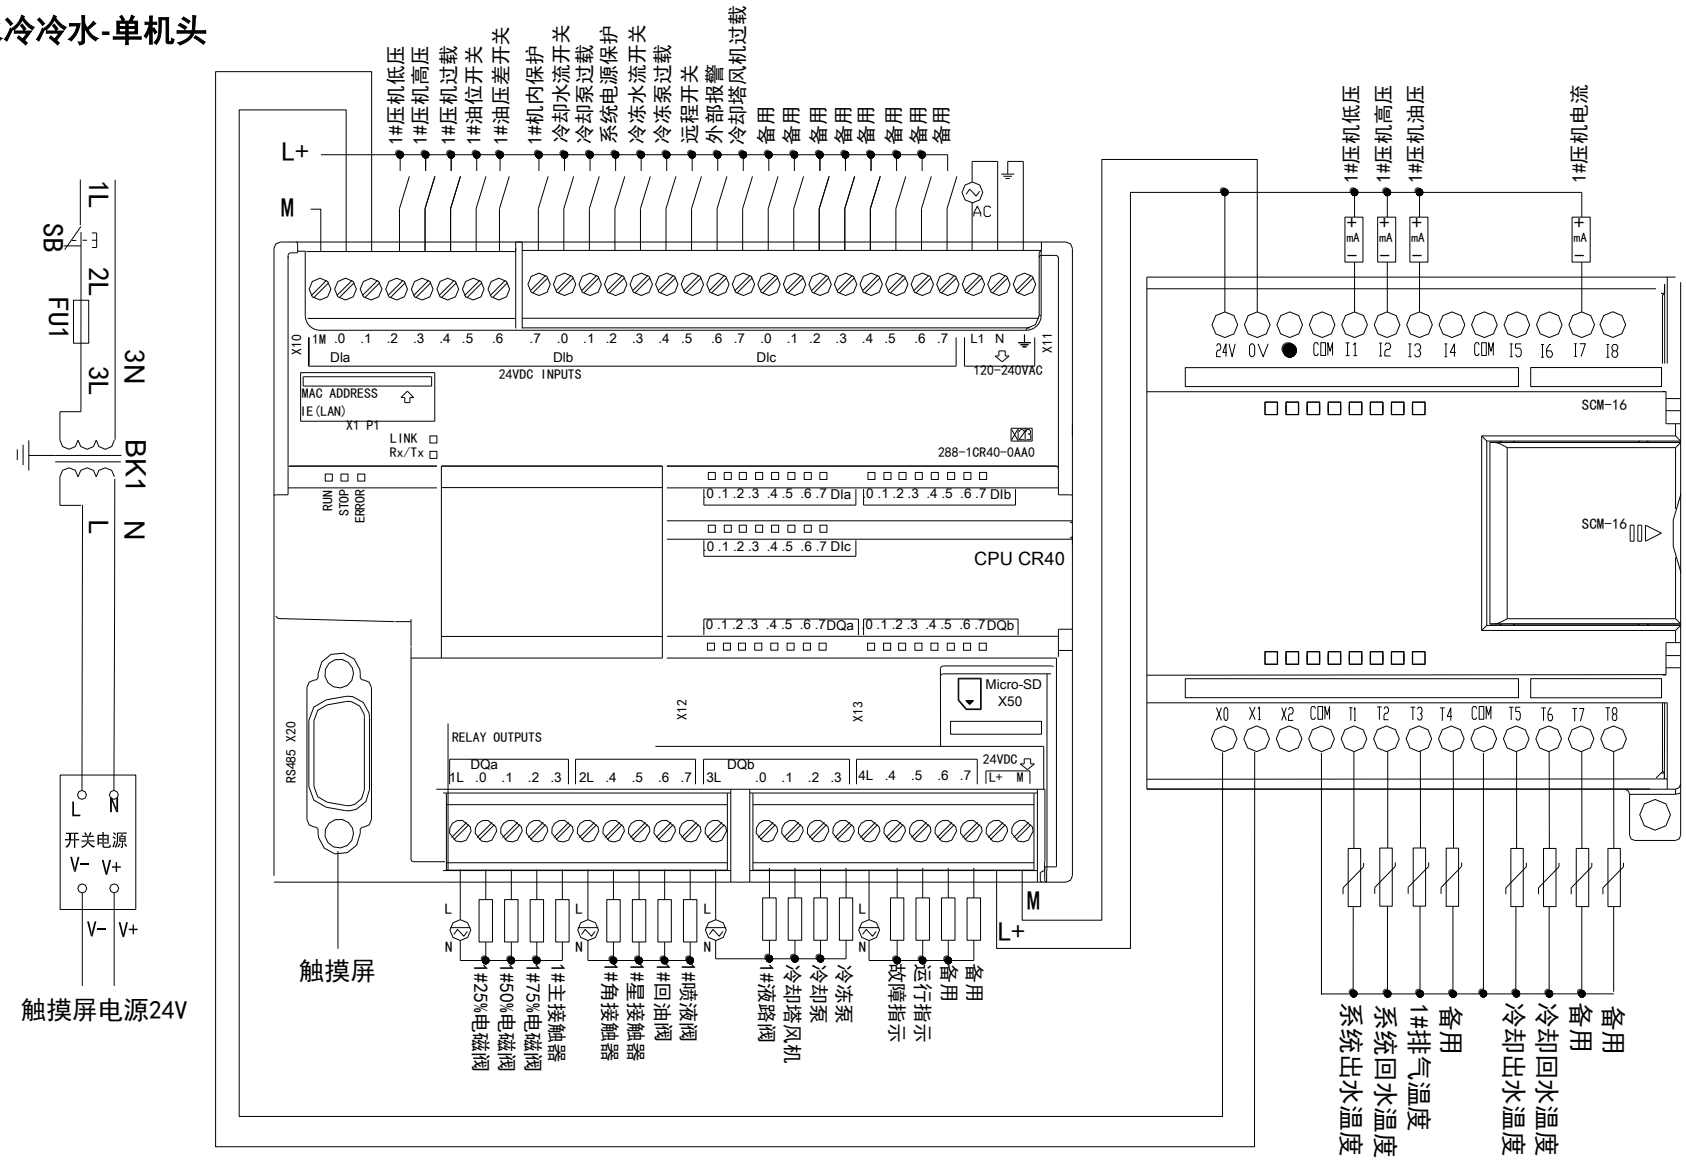 冷冷水-单机头
1#压机低压
1#压机高压
1#压机过载
1#油位开关
1#油压差开关
1#机内保护
冷却水流开关
冷却泵过载
系统电源保护
冷冻水流开关
冷冻泵过载
远程开关
外部报警
冷却塔风机过载
备用
备用
备用
备用
备用
备用
备用
备用
L+
M
AC
1#压机低压
1#压机高压
1#压机油压
1#压机电流
+ mA −
+ mA −
+ mA −
+ mA −
1L
SB
2L
FU1
3L
3N
BK1
L
N
L N
开关电源
V- V+
V- V+
触摸屏电源24V
X10
1M .0 .1 .2 .3 .4 .5 .6 .7 .0 .1 .2 .3 .4 .5 .6 .7 .0 .1 .2 .3 .4 .5 .6 .7 L1 N
X11
DIa DIb DIc
24VDC INPUTS
120-240VAC
MAC ADDRESS
IE(LAN)
X1 P1
LINK
Rx/Tx
288-1CR40-0AA0
RUN
STOP
ERROR
.0 .1 .2 .3 .4 .5 .6 .7 DIa .0 .1 .2 .3 .4 .5 .6 .7 DIb
.0 .1 .2 .3 .4 .5 .6 .7 DIc
CPU CR40
.0 .1 .2 .3 .4 .5 .6 .7 DQa .0 .1 .2 .3 .4 .5 .6 .7 DQb
Micro-SD
X50
X12
X13
RS485 X20
RELAY OUTPUTS
DQa DQb 24VDC
1L .0 .1 .2 .3 2L .4 .5 .6 .7 3L .0 .1 .2 .3 4L .4 .5 .6 .7 L+ M
L N
L N
L N
L N
M
L+
触摸屏
1#25%电磁阀
1#50%电磁阀
1#75%电磁阀
1#主接触器
1#角接触器
1#星接触器
1#回油阀
1#喷液阀
1#液路阀
冷却塔风机
冷却泵
冷冻泵
故障指示
运行指示
备用
备用
24V 0V COM I1 I2 I3 I4 COM I5 I6 I7 I8
SCM-16
SCM-16
X0 X1 X2 COM T1 T2 T3 T4 COM T5 T6 T7 T8
系统出水温度
系统回水温度
1#排气温度
备用
冷却出水温度
冷却回水温度
备用
备用